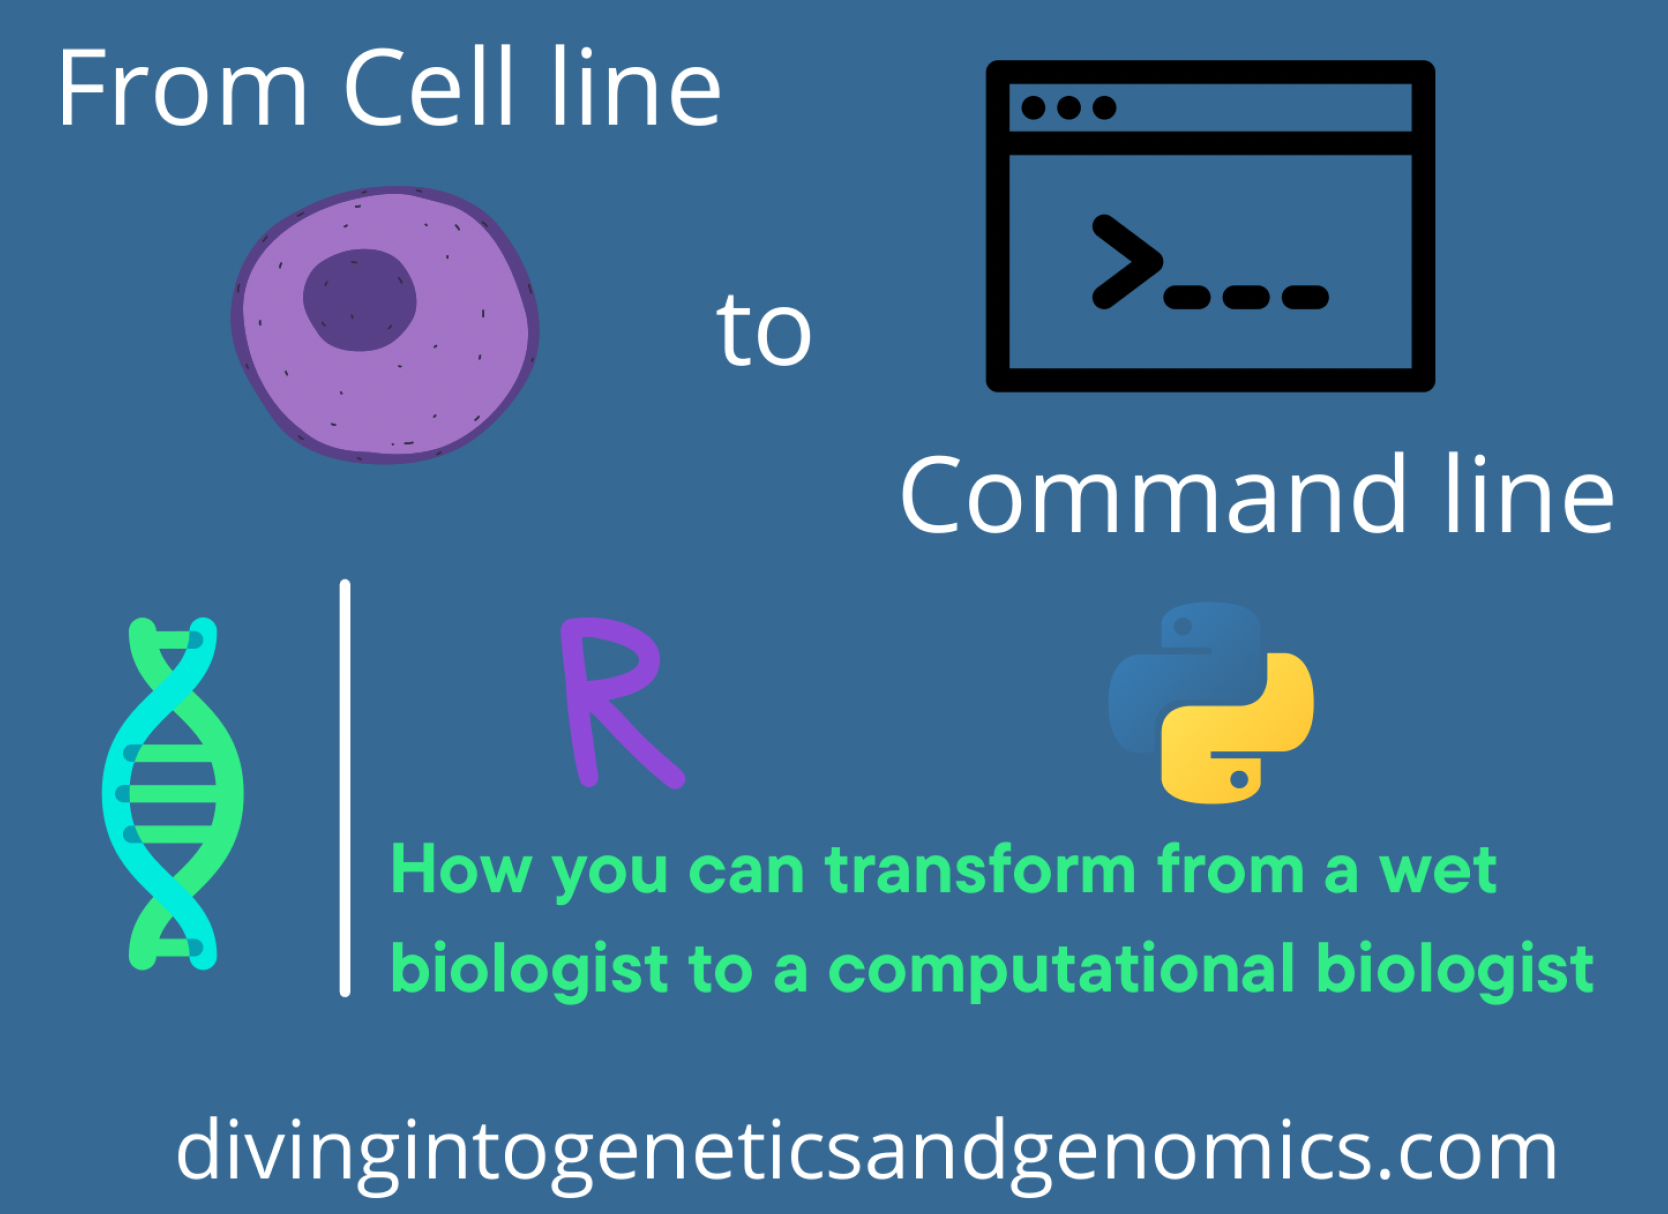 From Cell line
to
>___
Command line
R
How you can transform from a wet
biologist to a computational biologist
divingintogeneticsandgenomics.com